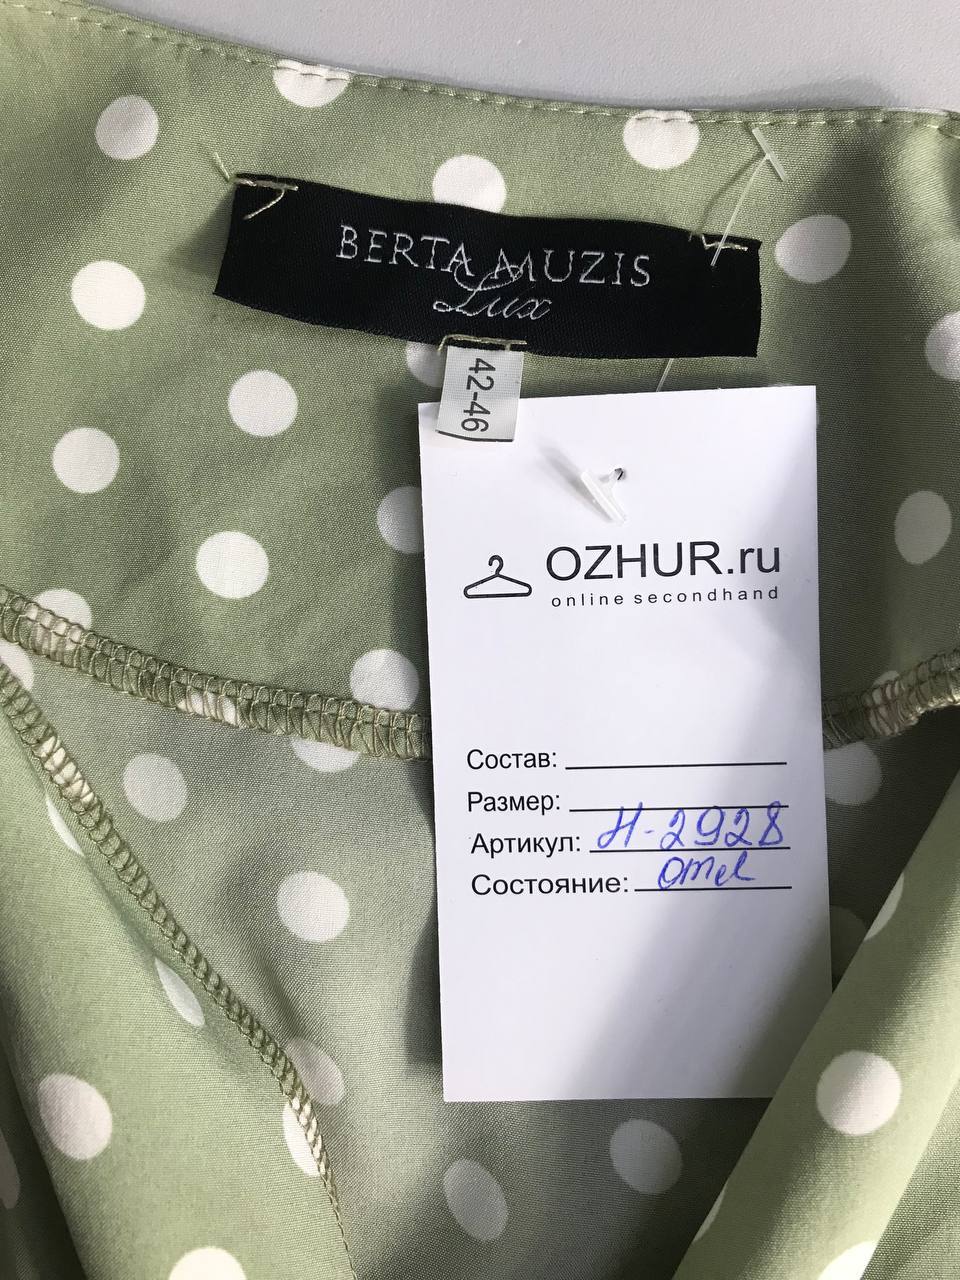 BERTA MUZIS
Lux
42-46
OZHUR.ru
online secondhand
Состав:
Размер:
Артикул: H-2928
Состояние: отл